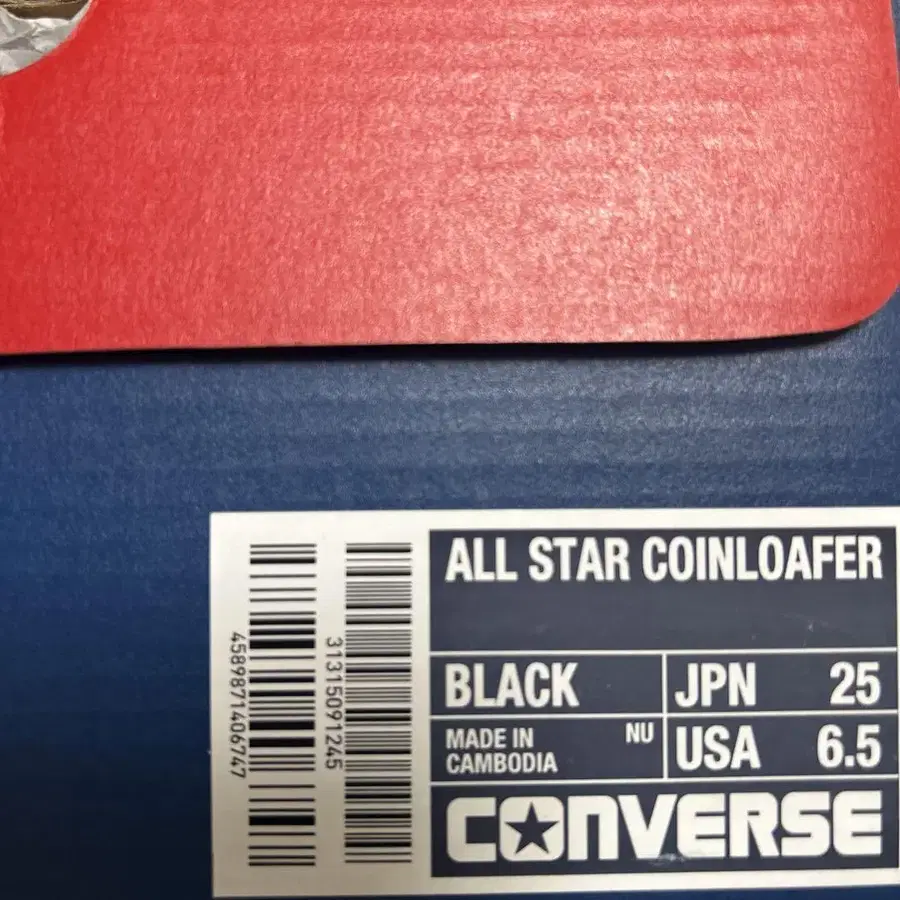 ALL STAR COINLOAFER
BLACK
JPN 25
MADE IN
CAMBODIA
NU
USA 6.5
CONVERSE
4589871406747
31315091245